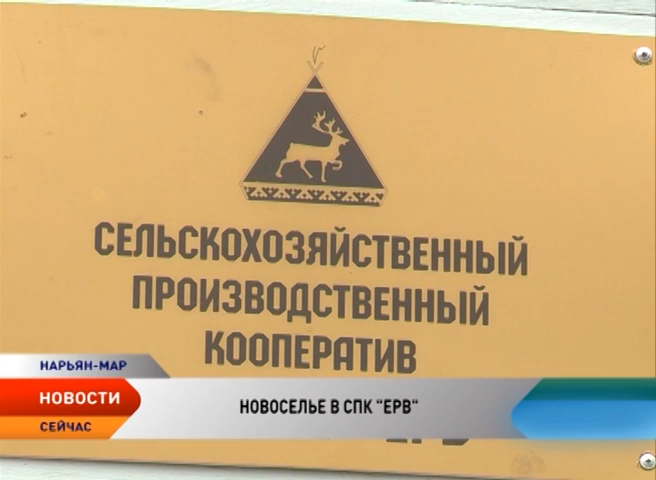 СЕЛЬСКОХОЗЯЙСТВЕННЫЙ
ПРОИЗВОДСТВЕННЫЙ
КООПЕРАТИВ
НАРЬЯН-МАР
НОВОСТИ
НОВОСЕЛЬЕ В СПК "ЕРВ"
СЕЙЧАС